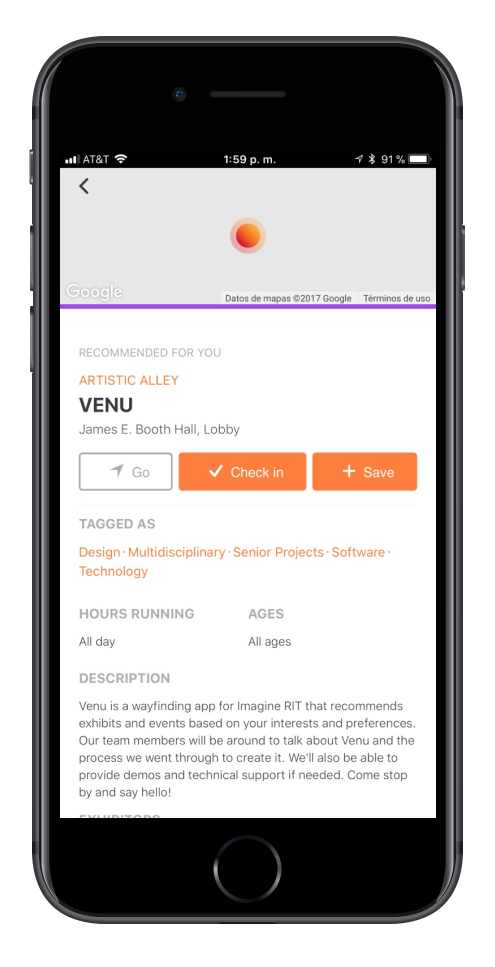 AT&T 1:59 p. m. 91 %
Google Datos de mapas ©2017 Google Términos de uso
RECOMMENDED FOR YOU
ARTISTIC ALLEY
VENU
James E. Booth Hall, Lobby
Go Check in Save
TAGGED AS
Design · Multidisciplinary · Senior Projects · Software ·
Technology
HOURS RUNNING AGES
All day All ages
DESCRIPTION
Venu is a wayfinding app for Imagine RIT that recommends
exhibits and events based on your interests and preferences.
Our team members will be around to talk about Venu and the
process we went through to create it. We'll also be able to
provide demos and technical support if needed. Come stop
by and say hello!
EXHIBITORS